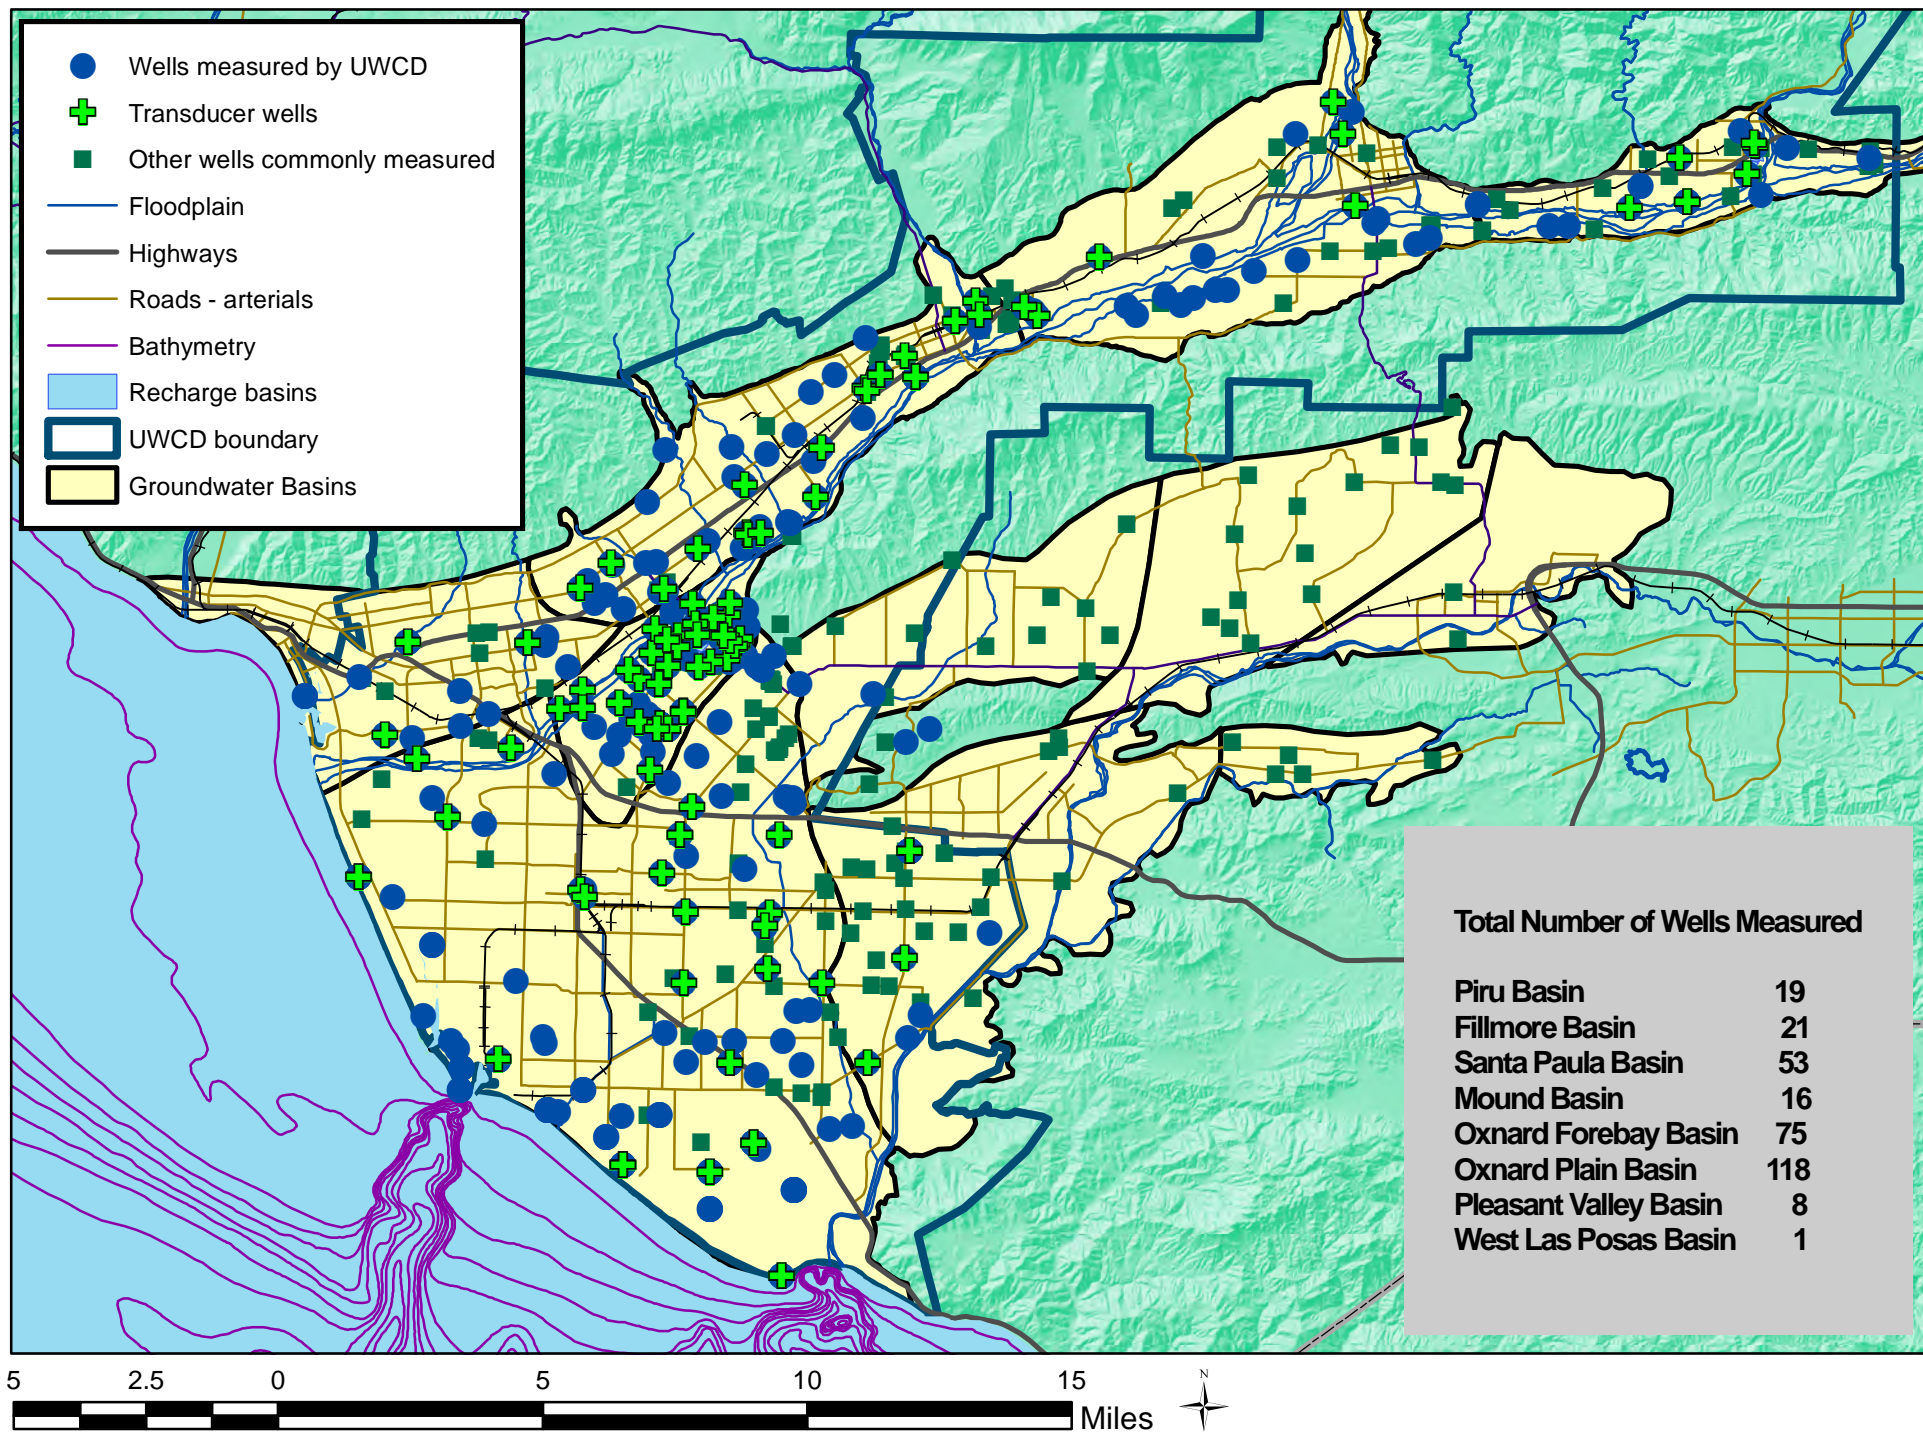 Wells measured by UWCD
Transducer wells
Other wells commonly measured
Floodplain
Highways
Roads - arterials
Bathymetry
Recharge basins
UWCD boundary
Groundwater Basins
Total Number of Wells Measured
Piru Basin 19
Fillmore Basin 21
Santa Paula Basin 53
Mound Basin 16
Oxnard Forebay Basin 75
Oxnard Plain Basin 118
Pleasant Valley Basin 8
West Las Posas Basin 1
5 2.5 0 5 10 15
Miles
N